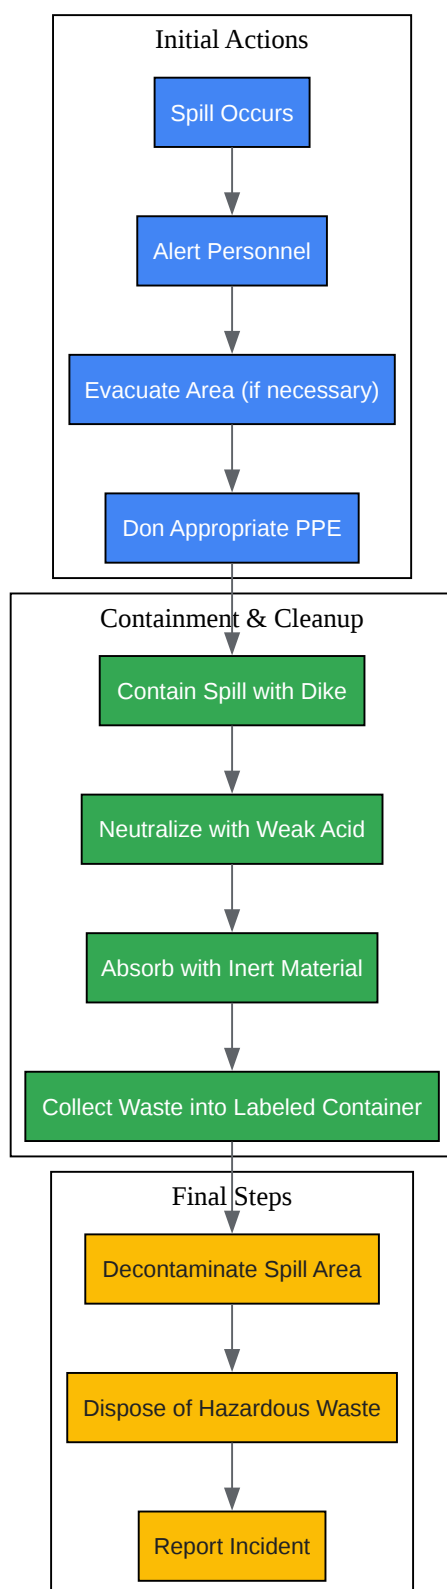 Initial Actions
Spill Occurs
Alert Personnel
Evacuate Area (if necessary)
Don Appropriate PPE
Containment & Cleanup
Contain Spill with Dike
Neutralize with Weak Acid
Absorb with Inert Material
Collect Waste into Labeled Container
Final Steps
Decontaminate Spill Area
Dispose of Hazardous Waste
Report Incident